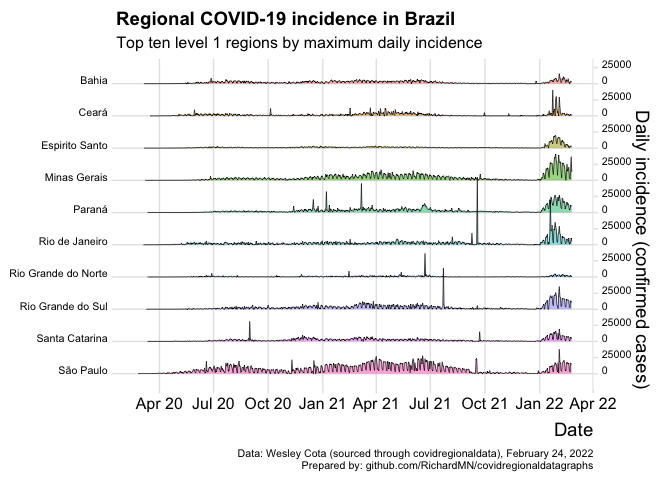 Regional COVID-19 incidence in Brazil
Top ten level 1 regions by maximum daily incidence
Bahia
25000
0
Ceará
25000
0
Espirito Santo
25000
0
Minas Gerais
25000
0
Paraná
25000
0
Rio de Janeiro
25000
0
Rio Grande do Norte
25000
0
Rio Grande do Sul
25000
0
Santa Catarina
25000
0
São Paulo
25000
0
Daily incidence (confirmed cases)
Apr 20 Jul 20 Oct 20 Jan 21 Apr 21 Jul 21 Oct 21 Jan 22 Apr 22
Date
Data: Wesley Cota (sourced through covidregionaldata), February 24, 2022
Prepared by: github.com/RichardMN/covidregionaldatagraphs